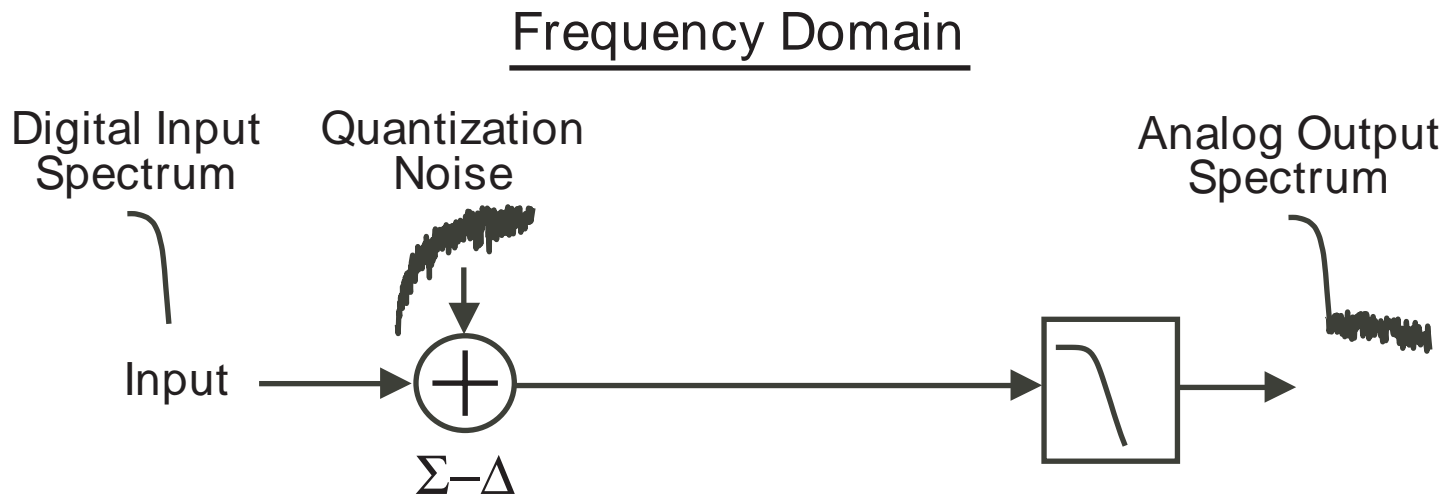 Frequency Domain
Digital Input
Spectrum
Quantization
Noise
Analog Output
Spectrum
Input
Σ–Δ